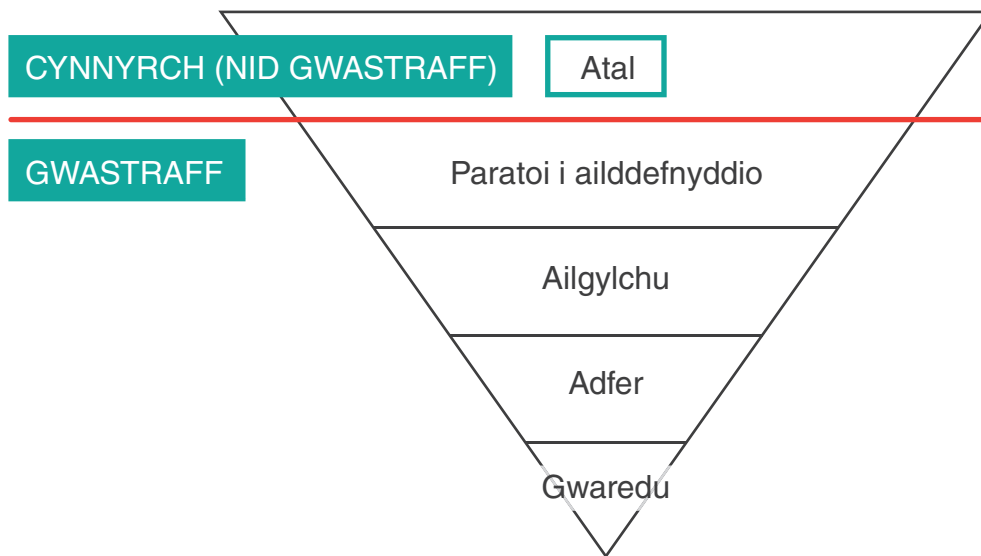 CYNNYRCH (NID GWASTRAFF)
Atal
GWASTRAFF
Paratoi i ailddefnyddio
Ailgylchu
Adfer
Gwaredu